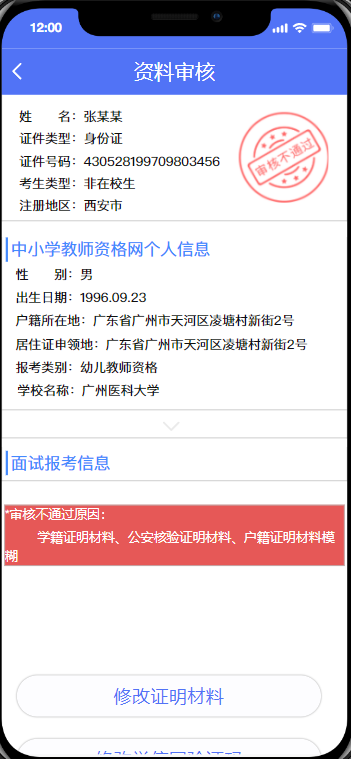 12:00
资料审核
姓 名：张某某
证件类型：身份证
证件号码：430528199709803456
考生类型：非在校生
注册地区：西安市
审核不通过
中小学教师资格网个人信息
性 别：男
出生日期：1996.09.23
户籍所在地：广东省广州市天河区凌塘村新街2号
居住证申领地：广东省广州市天河区凌塘村新街2号
报考类别：幼儿教师资格
学校名称：广州医科大学
面试报考信息
*审核不通过原因：
学籍证明材料、公安核验证明材料、户籍证明材料模
糊
修改证明材料